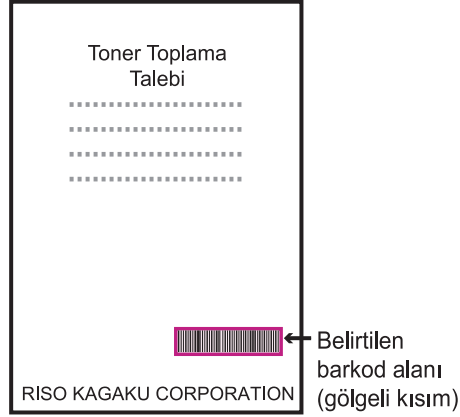 Toner Toplama
Talebi
Belirtilen
barkod alanı
(gölgeli kısım)
RISO KAGAKU CORPORATION